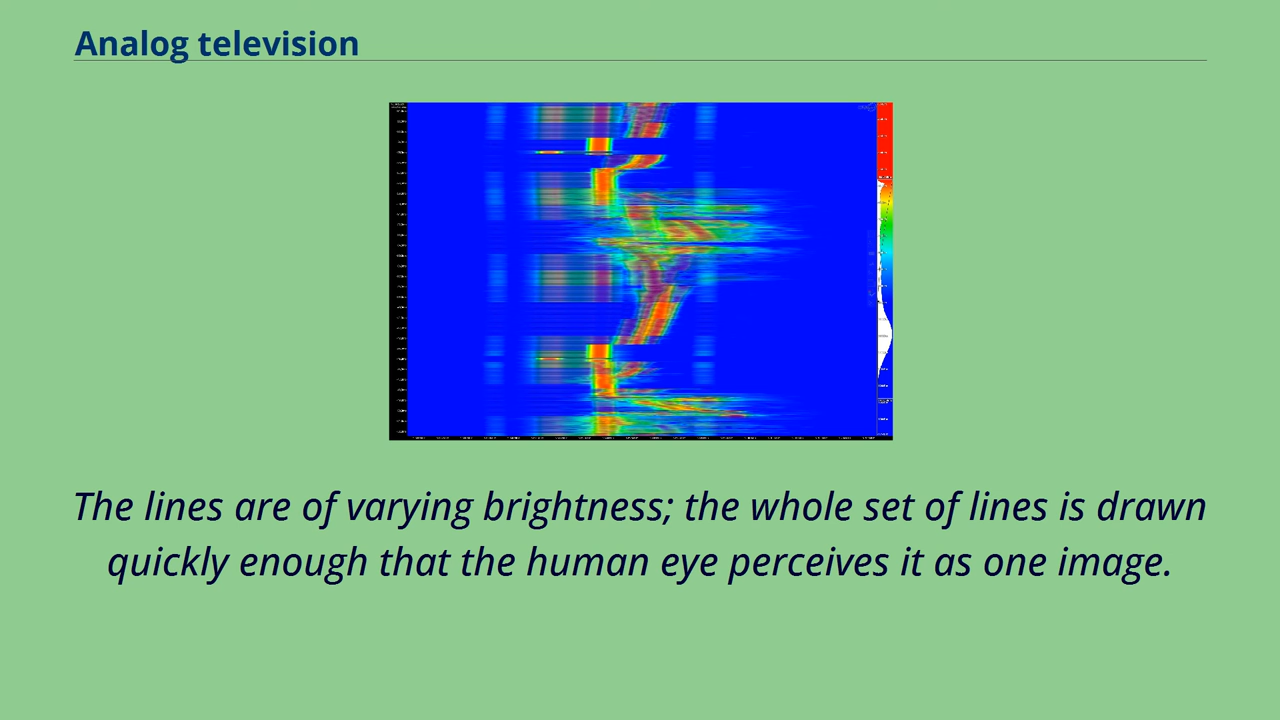 Analog television
The lines are of varying brightness; the whole set of lines is drawn
quickly enough that the human eye perceives it as one image.